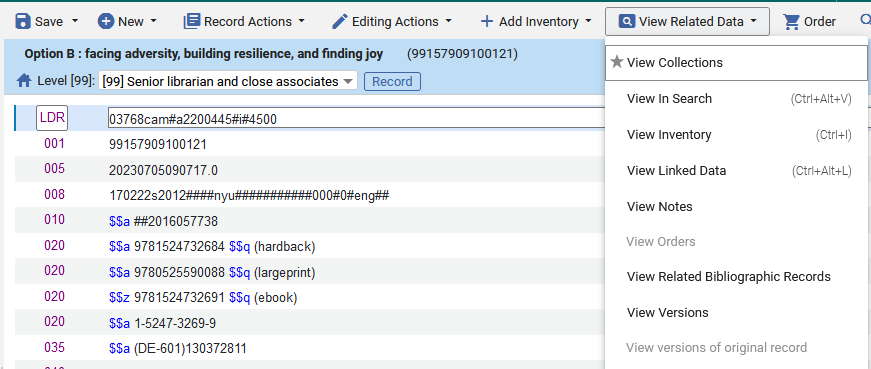 Save New Record Actions Editing Actions Add Inventory View Related Data Order
Option B : facing adversity, building resilience, and finding joy (99157909100121)
Level [99]: [99] Senior librarian and close associates Record
LDR 03768cam#a2200445#i#4500
001 99157909100121
005 20230705090717.0
008 170222s2012####nyu###########000#0#eng##
010 $$a ##2016057738
020 $$a 9781524732684 $$q (hardback)
020 $$a 9780525590088 $$q (largeprint)
020 $$z 9781524732691 $$q (ebook)
020 $$a 1-5247-3269-9
035 $$a (DE-601)130372811
View Collections
View In Search (Ctrl+Alt+V)
View Inventory (Ctrl+I)
View Linked Data (Ctrl+Alt+L)
View Notes
View Orders
View Related Bibliographic Records
View Versions
View versions of original record